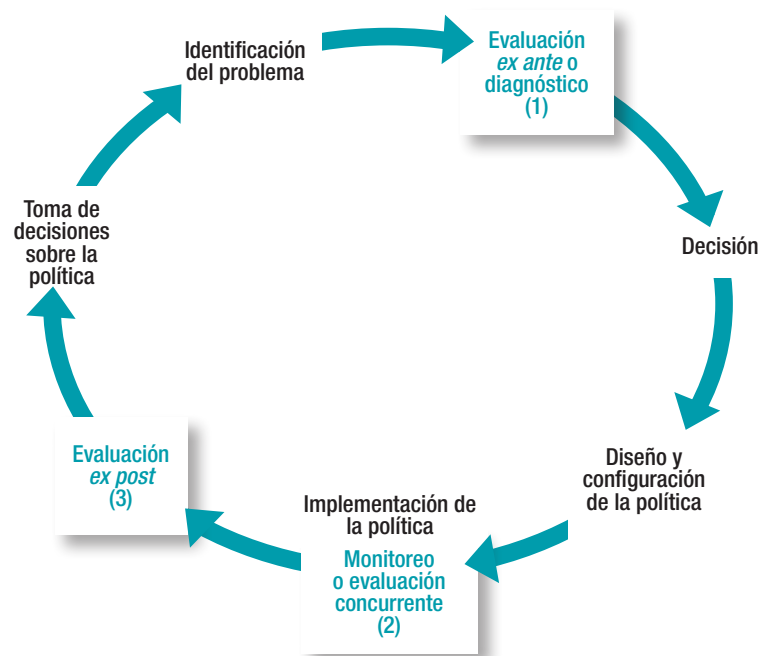 Identificación
del problema
Evaluación
ex ante o
diagnóstico
(1)
Decisión
Diseño y
configuración
de la política
Implementación de
la política
Monitoreo
o evaluación
concurrente
(2)
Evaluación
ex post
(3)
Toma de
decisiones
sobre la
política